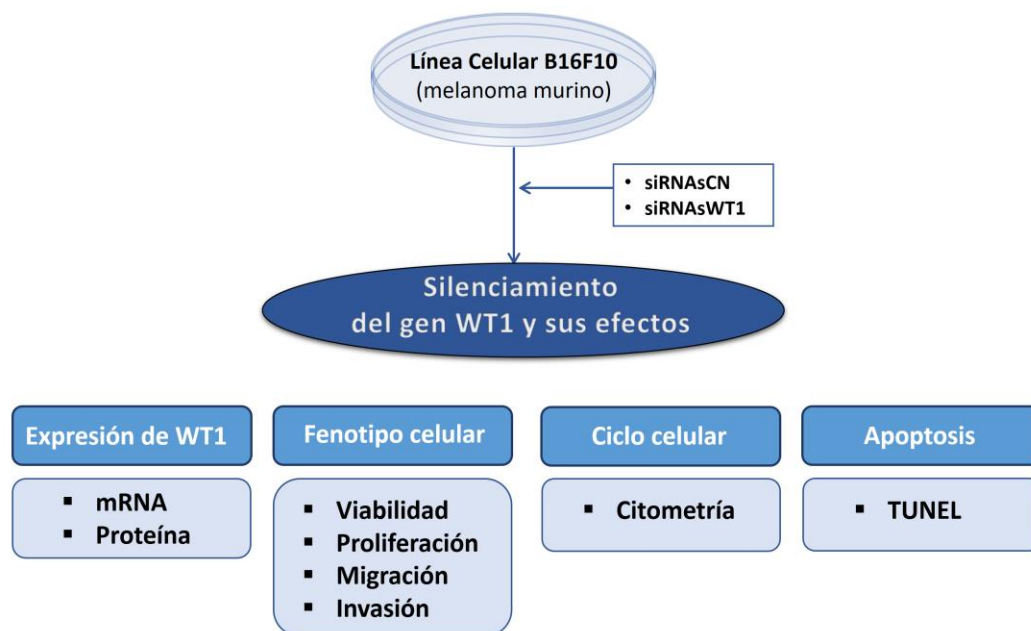 Línea Celular B16F10
(melanoma murino)
• siRNAsCN
• siRNAsWT1
Silenciamiento
del gen WT1 y sus efectos
Expresión de WT1
▪ mRNA
▪ Proteína
Fenotipo celular
▪ Viabilidad
▪ Proliferación
▪ Migración
▪ Invasión
Ciclo celular
▪ Citometría
Apoptosis
▪ TUNEL